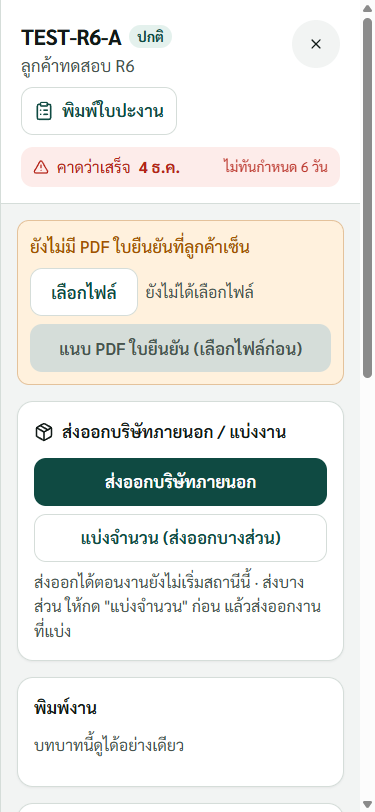 TEST-R6-A ปกติ
ลูกค้าทดสอบ R6
พิมพ์ใบปะงาน
คาดว่าเสร็จ 4 ธ.ค. ไม่ทันกำหนด 6 วัน
ยังไม่มี PDF ใบยืนยันที่ลูกค้าเซ็น
เลือกไฟล์ ยังไม่ได้เลือกไฟล์
แนบ PDF ใบยืนยัน (เลือกไฟล์ก่อน)
ส่งออกบริษัทภายนอก / แบ่งงาน
ส่งออกบริษัทภายนอก
แบ่งจำนวน (ส่งออกบางส่วน)
ส่งออกได้ตอนงานยังไม่เริ่มสถานีนี้ · ส่งบาง
ส่วน ให้กด "แบ่งจำนวน" ก่อน แล้วส่งออกงาน
ที่แบ่ง
พิมพ์งาน
บทบาทนี้ดูได้อย่างเดียว